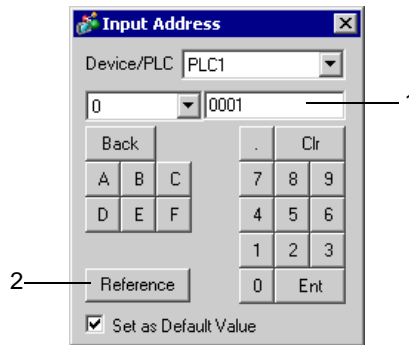 Input Address
Device/PLC PLC1
0 0001 1
Back . Clr
A B C 7 8 9
D E F 4 5 6
1 2 3
2 Reference 0 Ent
Set as Default Value